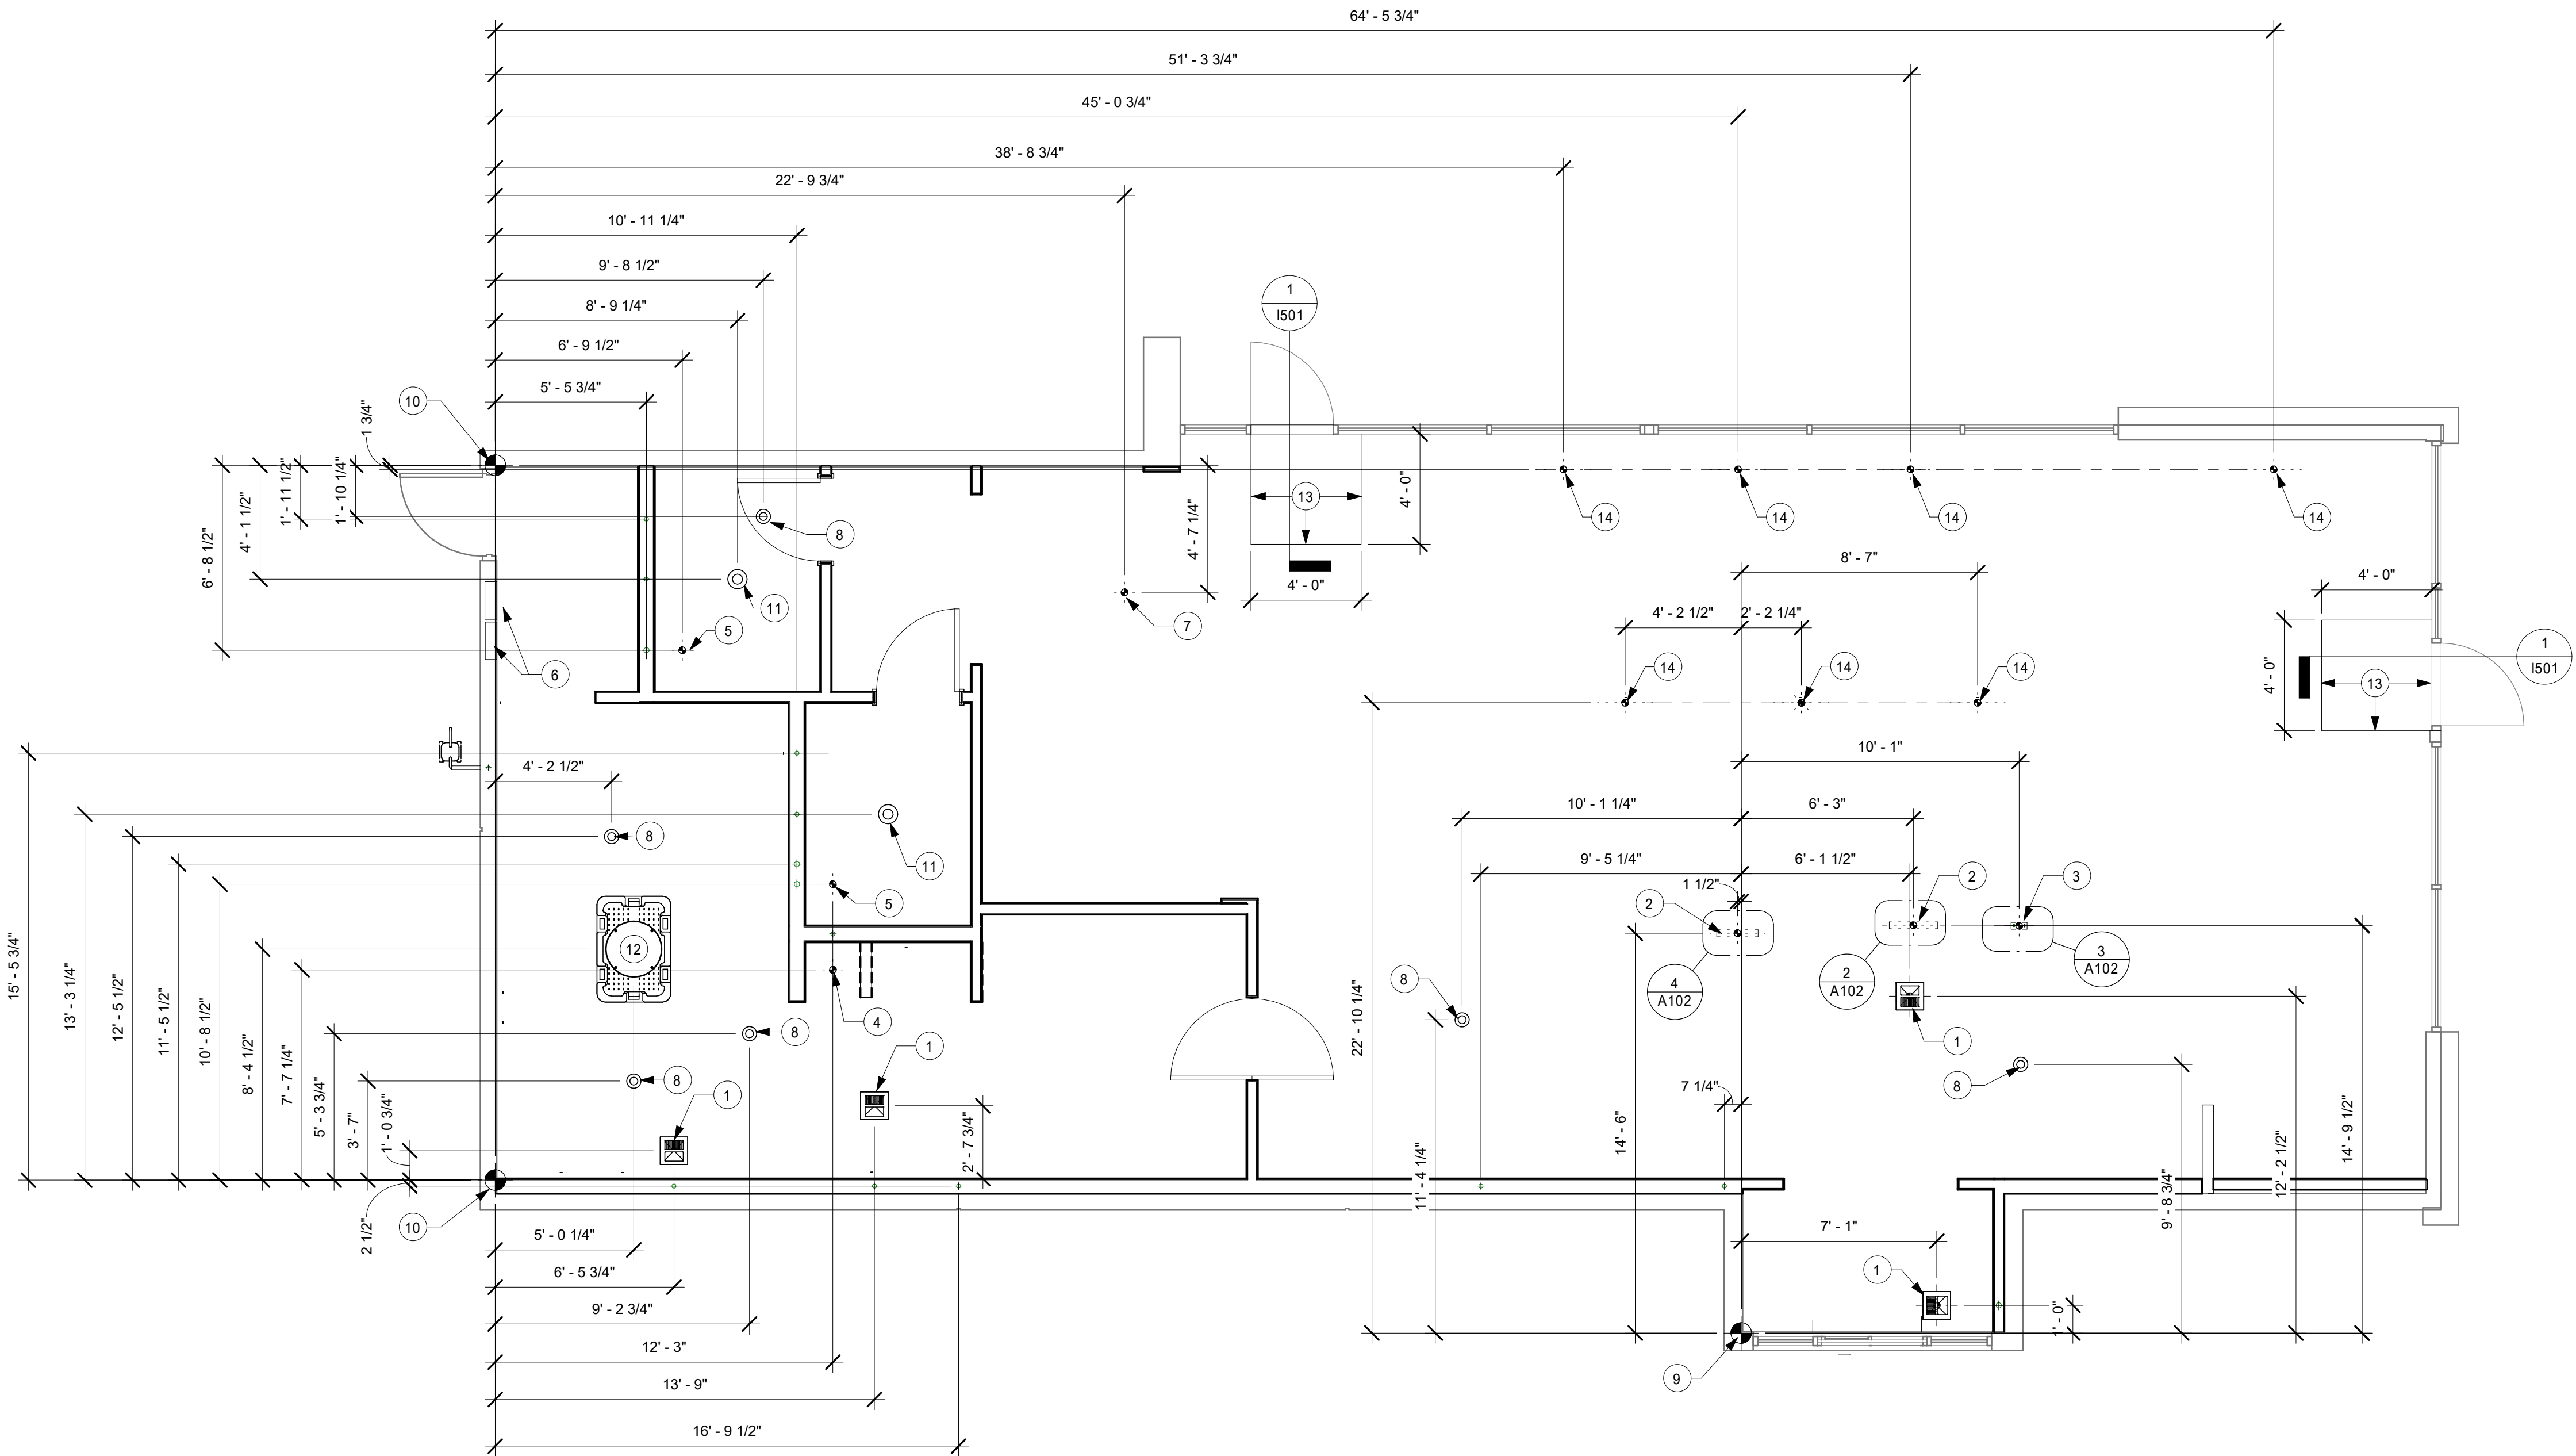 64' - 5 3/4"
51' - 3 3/4"
45' - 0 3/4"
38' - 8 3/4"
22' - 9 3/4"
10' - 11 1/4"
9' - 8 1/2"
8' - 9 1/4"
6' - 9 1/2"
5' - 5 3/4"
1
I501
10
1 3/4"
1' - 10 1/4"
1' - 11 1/2"
4' - 1 1/2"
6' - 8 1/2"
8
11
5
6
7
4' - 7 1/4"
13
4' - 0"
4' - 0"
14
14
14
14
8' - 7"
4' - 2 1/2"
2' - 2 1/4"
14
14
14
4' - 0"
4' - 0"
13
1
I501
10' - 1"
10' - 1 1/4"
6' - 3"
9' - 5 1/4"
6' - 1 1/2"
1 1/2"
2
2
3
4
A102
2
A102
3
A102
4' - 2 1/2"
8
11
5
12
4
8
8
1
1
15' - 5 3/4"
13' - 3 1/4"
12' - 5 1/2"
11' - 5 1/2"
10' - 8 1/2"
8' - 4 1/2"
7' - 7 1/4"
5' - 3 3/4"
3' - 7"
1' - 0 3/4"
2 1/2"
10
2' - 7 3/4"
22' - 10 1/4"
8
11' - 4 1/4"
14' - 6"
7 1/4"
1
8
9' - 8 3/4"
12' - 2 1/2"
14' - 9 1/2"
7' - 1"
1
1' - 0"
9
5' - 0 1/4"
6' - 5 3/4"
9' - 2 3/4"
12' - 3"
13' - 9"
16' - 9 1/2"